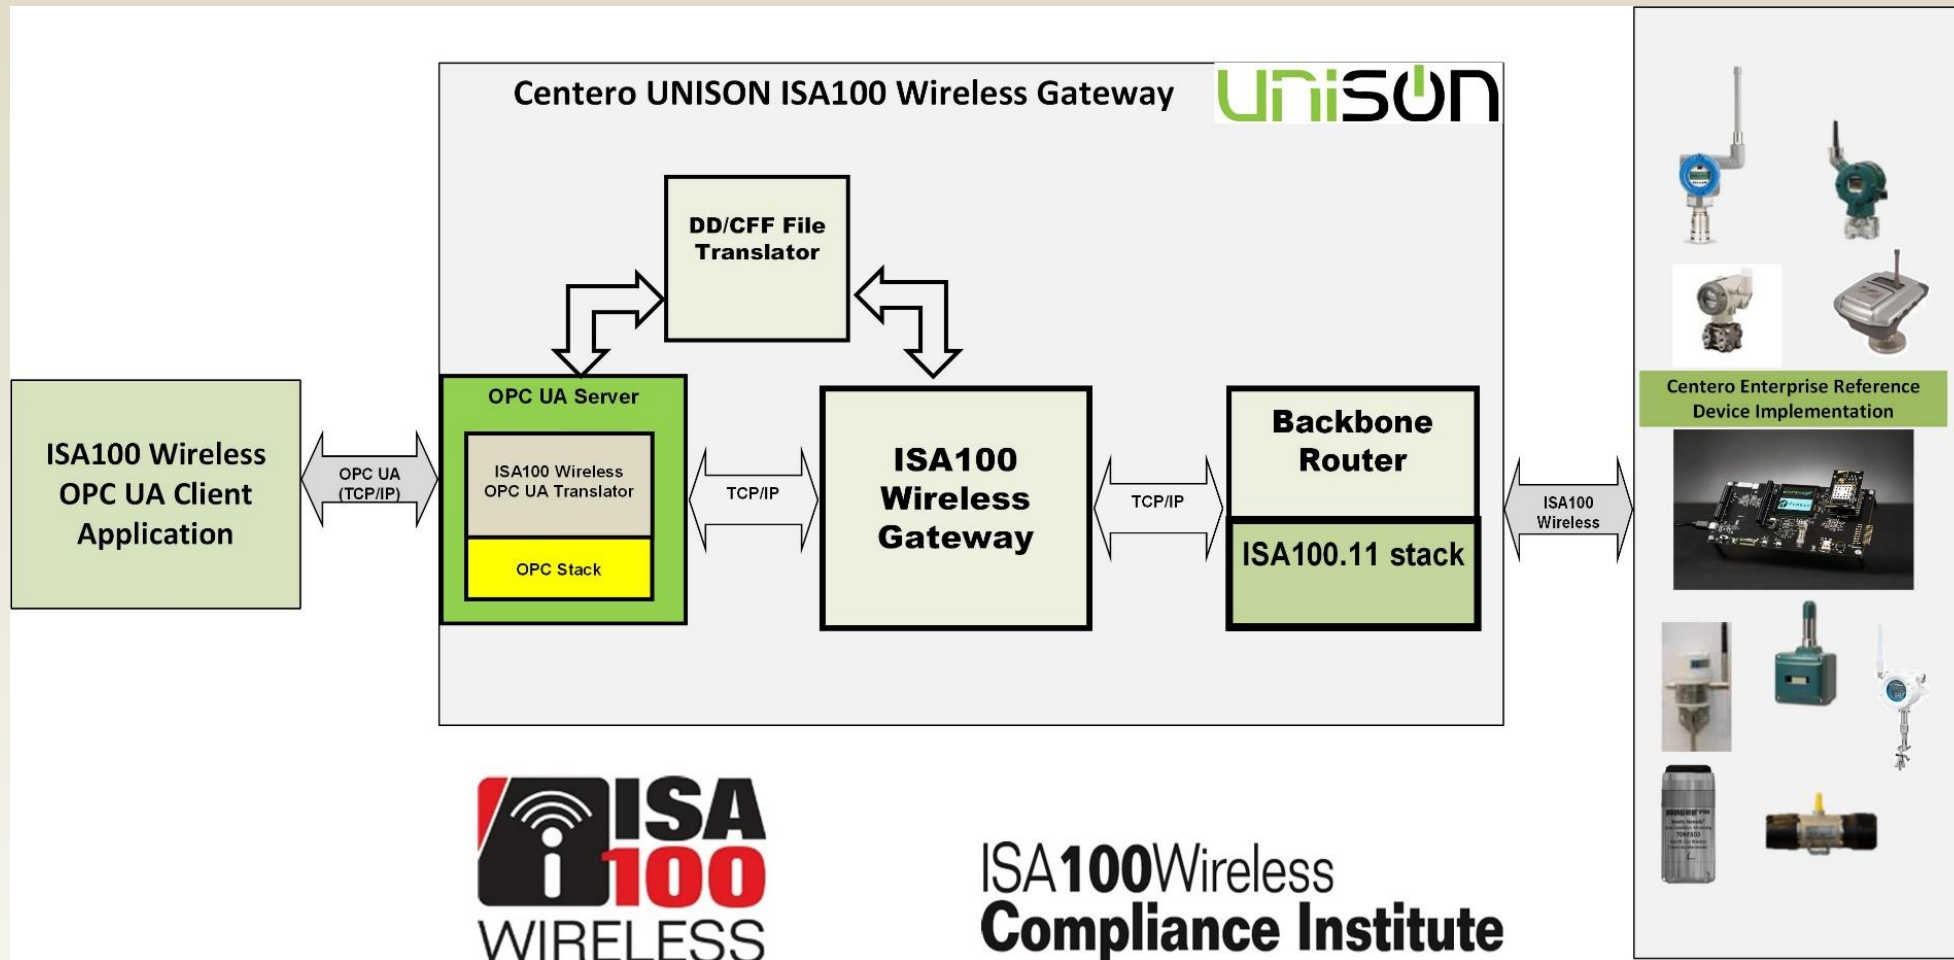 Centero UNISON ISA100 Wireless Gateway
unison
DD/CFF File
Translator
ISA100 Wireless
OPC UA Client
Application
OPC UA
(TCP/IP)
OPC UA Server
ISA100 Wireless
OPC UA Translator
OPC Stack
TCP/IP
ISA100
Wireless
Gateway
TCP/IP
Backbone
Router
ISA100.11 stack
ISA100
Wireless
Centero Enterprise Reference
Device Implementation
ISA
100
WIRELESS
ISA100Wireless
Compliance Institute